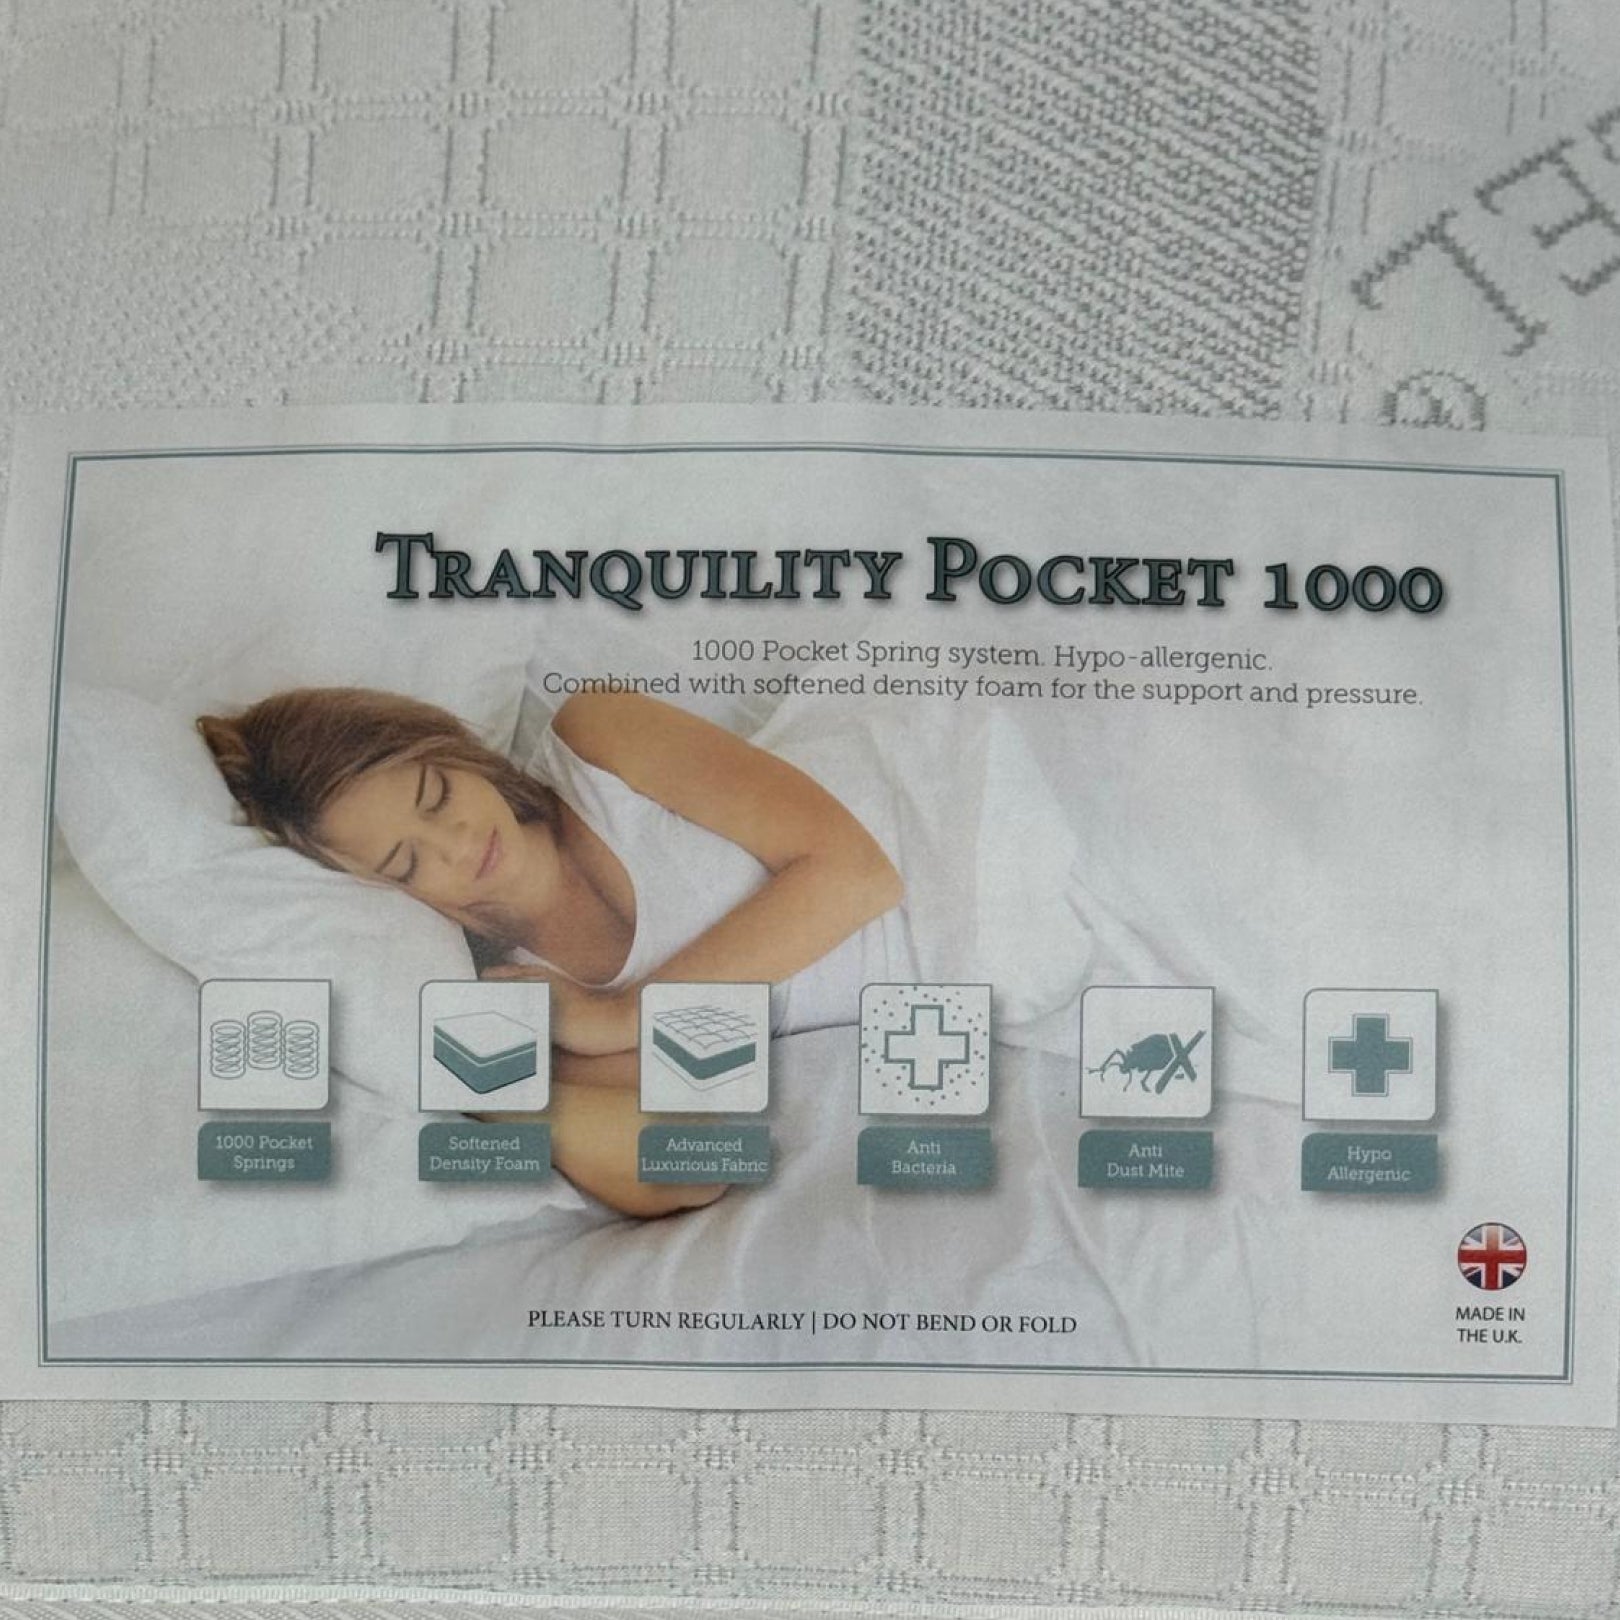 TRANQUILITY POCKET 1000
1000 Pocket Spring system. Hypo-allergenic.
Combined with softened density foam for the support and pressure.
1000 Pocket
Springs
Softened
Density Foam
Advanced
Luxurious Fabric
Anti
Bacteria
Anti
Dust Mite
Hypo
Allergenic
PLEASE TURN REGULARLY | DO NOT BEND OR FOLD
MADE IN
THE U.K.